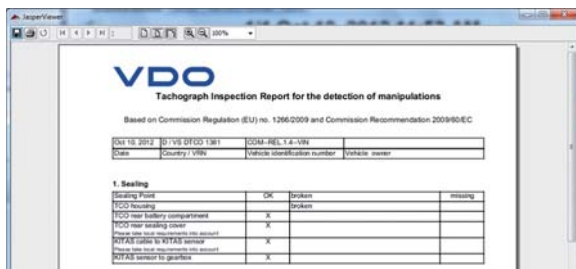 JasperViewer
100%
VDO
Tachograph Inspection Report for the detection of manipulations
Based on Commission Regulation (EU) no. 1266/2009 and Commission Recommendation 2009/60/EC
Oct 10, 2012 D / VS DTCO 1381 COM-REL.1.4-VIN
Date Country / VRN Vehicle identification number Vehicle owner
1. Sealing
Sealing Point OK broken missing
TCO housing broken
TCO rear battery compartment X
TCO rear sealing cover X
Please take local requirements into account
KITAS cable to KITAS sensor X
Please take local requirements into account
KITAS sensor to gearbox X